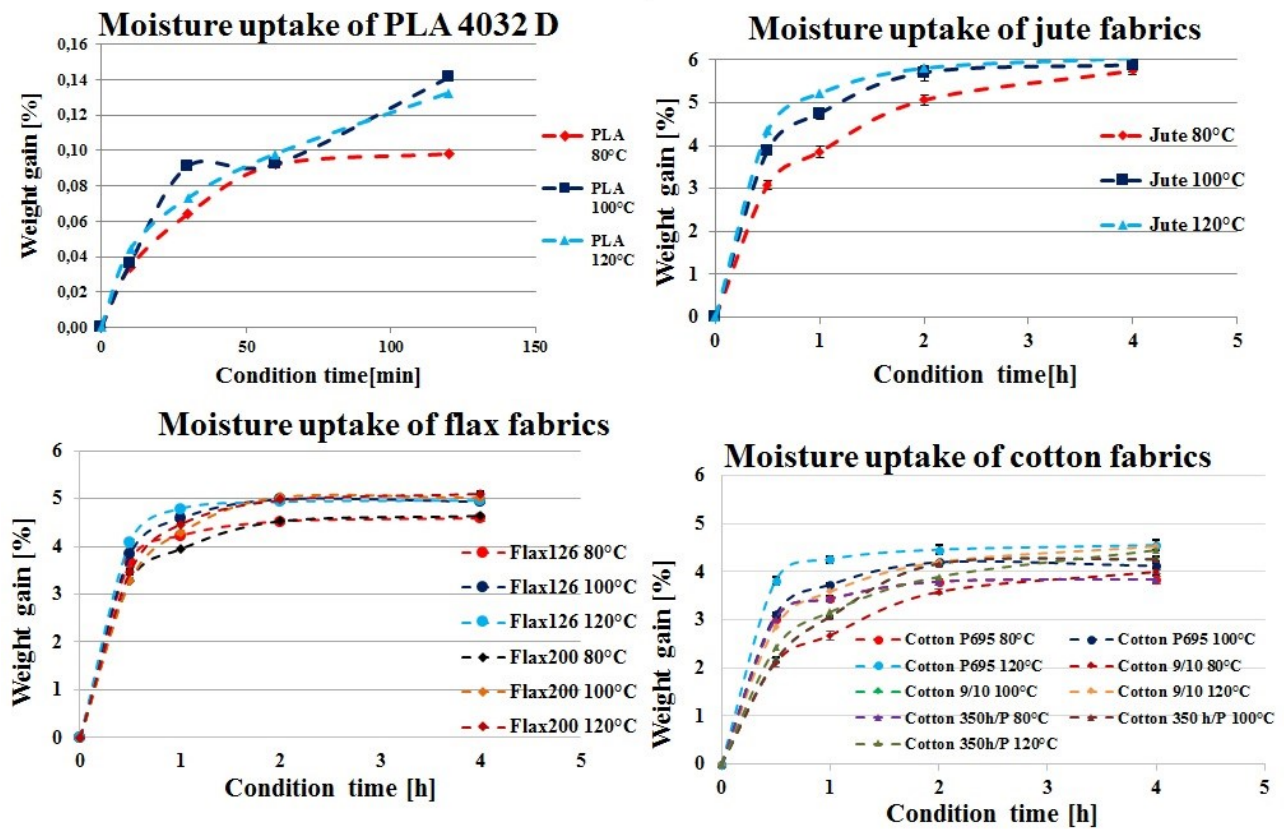 Moisture uptake of PLA 4032 D
0,16
0,14
0,12
0,10
0,08
0,06
0,04
0,02
0,00
Weight gain [%]
0
50
100
150
Condition time[min]
PLA
80°C
PLA
100°C
PLA
120°C
Moisture uptake of jute fabrics
6
5
4
3
2
1
0
Weight gain [%]
0
1
2
3
4
5
Condition time[h]
Jute 80°C
Jute 100°C
Jute 120°C
Moisture uptake of flax fabrics
6
5
4
3
2
1
0
Weight gain [%]
0
1
2
3
4
5
Condition time [h]
Flax126 80°C
Flax126 100°C
Flax126 120°C
Flax200 80°C
Flax200 100°C
Flax200 120°C
Moisture uptake of cotton fabrics
6
5
4
3
2
1
0
Weight gain [%]
0
1
2
3
4
5
Condition time [h]
Cotton P695 80°C
Cotton P695 100°C
Cotton P695 120°C
Cotton 9/10 80°C
Cotton 9/10 100°C
Cotton 9/10 120°C
Cotton 350h/P 80°C
Cotton 350 h/P 100°C
Cotton 350h/P 120°C